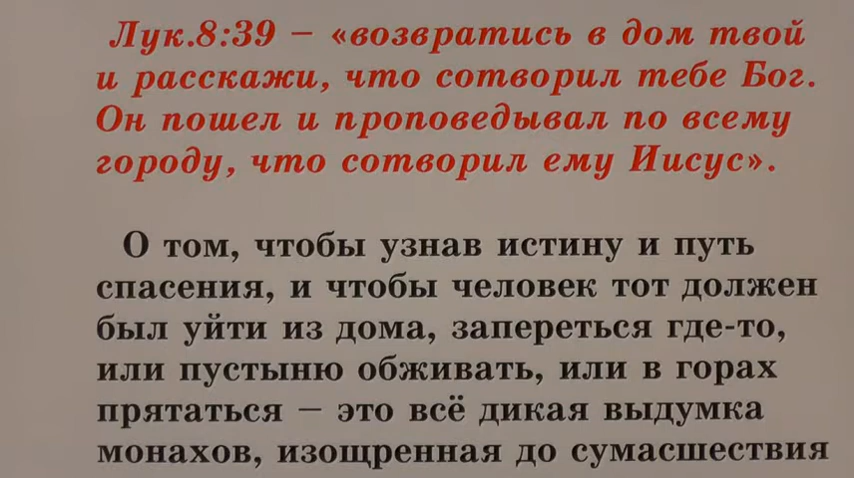 Лук.8:39 – «возвратись в дом твой
и расскажи, что сотворил тебе Бог.
Он пошел и проповедывал по всему
городу, что сотворил ему Иисус».
О том, чтобы узнав истину и путь
спасения, и чтобы человек тот должен
был уйти из дома, запереться где-то,
или пустыню обживать, или в горах
прятаться – это всё дикая выдумка
монахов, изощренная до сумасшествия